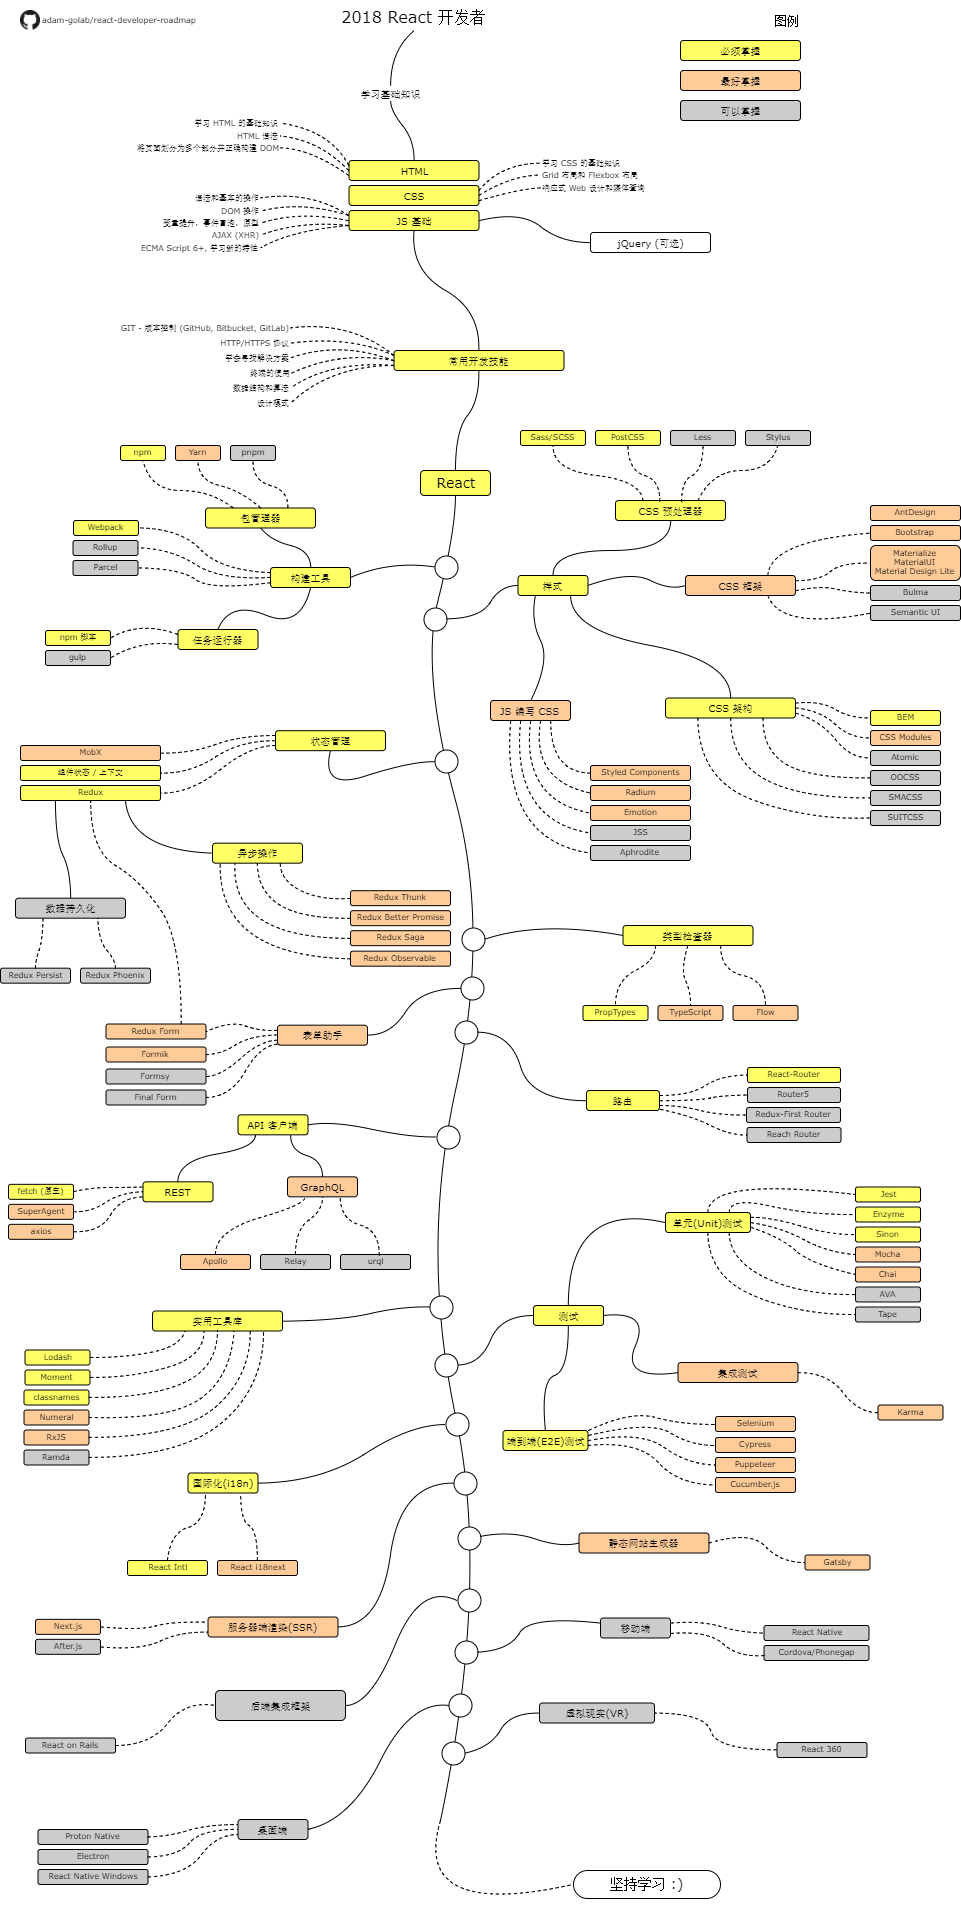 adam-golab/react-developer-roadmap
2018 React 开发者
图例
必须掌握
最好掌握
可以掌握
学习基础知识
学习 HTML 的基础知识
HTML 语法
将页面划分为多个部分并正确构建 DOM
HTML
CSS
JS 基础
学习 CSS 的基础知识
Grid 布局和 Flexbox 布局
响应式 Web 设计和媒体查询
语法和基本的操作
DOM 操作
变量提升，事件冒泡，原型
AJAX (XHR)
ECMA Script 6+, 学习新的特性
jQuery (可选)
GIT - 版本控制 (GitHub, Bitbucket, GitLab)
HTTP/HTTPS 协议
学会寻找解决方案
终端的使用
数据结构和算法
设计模式
常用开发技能
React
npm
Yarn
pnpm
包管理器
Webpack
Rollup
Parcel
构建工具
npm 脚本
gulp
任务运行器
Sass/SCSS
PostCSS
Less
Stylus
CSS 预处理器
样式
CSS 框架
AntDesign
Bootstrap
Materialize
MaterialUI
Material Design Lite
Bulma
Semantic UI
JS 编写 CSS
Styled Components
Radium
Emotion
JSS
Aphrodite
CSS 架构
BEM
CSS Modules
Atomic
OOCSS
SMACSS
SUITCSS
状态管理
MobX
组件状态 / 上下文
Redux
异步操作
Redux Thunk
Redux Better Promise
Redux Saga
Redux Observable
数据持久化
Redux Persist
Redux Phoenix
类型检查器
PropTypes
TypeScript
Flow
表单助手
Redux Form
Formik
Formsy
Final Form
路由
React-Router
Router5
Redux-First Router
Reach Router
API 客户端
REST
fetch (原生)
SuperAgent
axios
GraphQL
Apollo
Relay
urql
测试
单元(Unit)测试
Jest
Enzyme
Sinon
Mocha
Chai
AVA
Tape
集成测试
Karma
端到端(E2E)测试
Selenium
Cypress
Puppeteer
Cucumber.js
实用工具库
Lodash
Moment
classnames
Numeral
RxJS
Ramda
国际化(i18n)
React Intl
React i18next
静态网站生成器
Gatsby
服务器端渲染(SSR)
Next.js
After.js
移动端
React Native
Cordova/Phonegap
后端集成框架
React on Rails
虚拟现实(VR)
React 360
桌面端
Proton Native
Electron
React Native Windows
坚持学习 :)